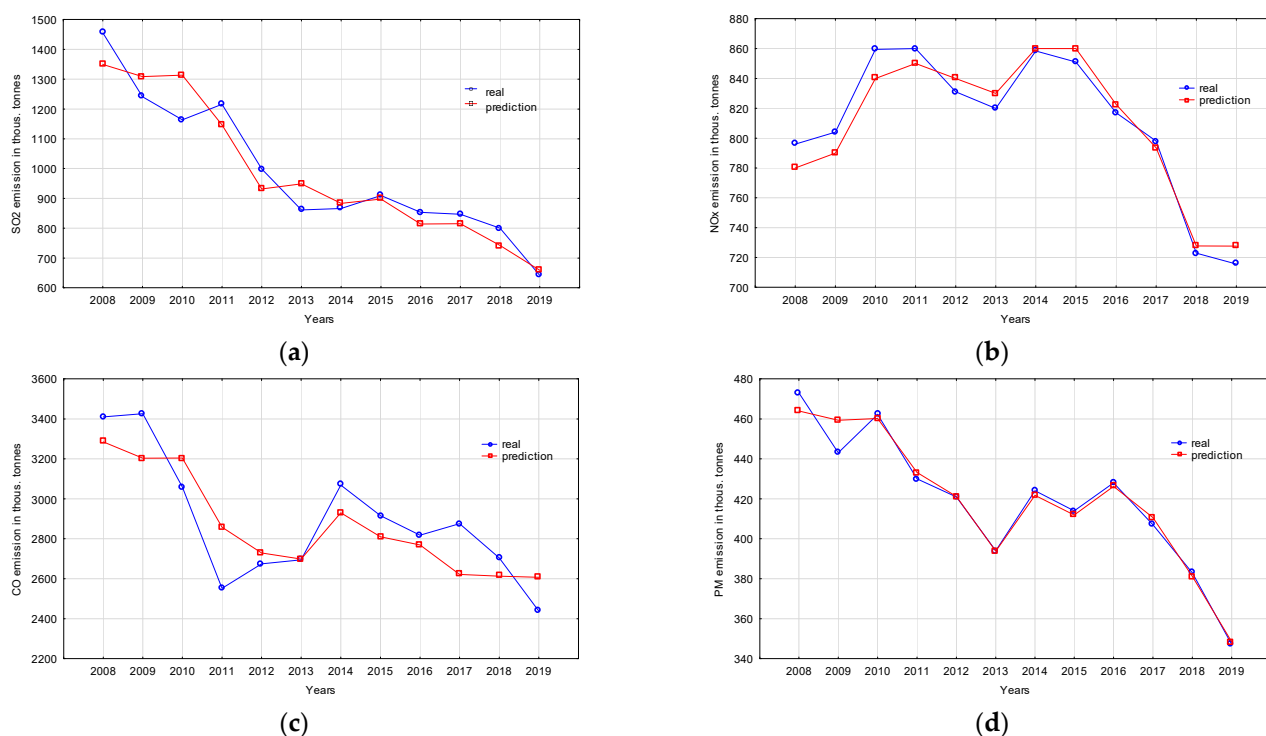 1500
1400
1300
1200
1100
1000
900
800
700
600
SO2 emission in thous. tonnes
real
prediction
2008 2009 2010 2011 2012 2013 2014 2015 2016 2017 2018 2019
Years
(a)
880
860
840
820
800
780
760
740
720
700
NOx emission in thous. tonnes
real
prediction
2008 2009 2010 2011 2012 2013 2014 2015 2016 2017 2018 2019
Years
(b)
3600
3400
3200
3000
2800
2600
2400
2200
CO emission in thous. tonnes
real
prediction
2008 2009 2010 2011 2012 2013 2014 2015 2016 2017 2018 2019
Years
(c)
480
460
440
420
400
380
360
340
PM emission in thous. tonnes
real
prediction
2008 2009 2010 2011 2012 2013 2014 2015 2016 2017 2018 2019
Years
(d)